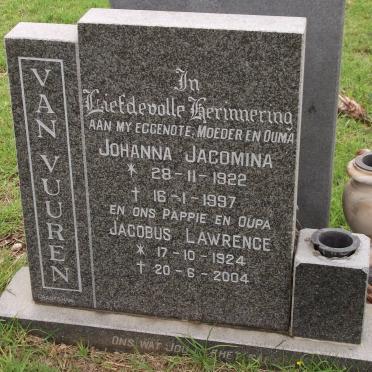 VAN VUUREN
In
Liefdevolle Herinnering
AAN MY EGGENOTE, MOEDER EN OUMA
JOHANNA JACOMINA
* 28-11-1922
† 16-1-1997
EN ONS PAPPIE EN OUPA
JACOBUS LAWRENCE
* 17-10-1924
† 20-6-2004
ONS WAT JOU